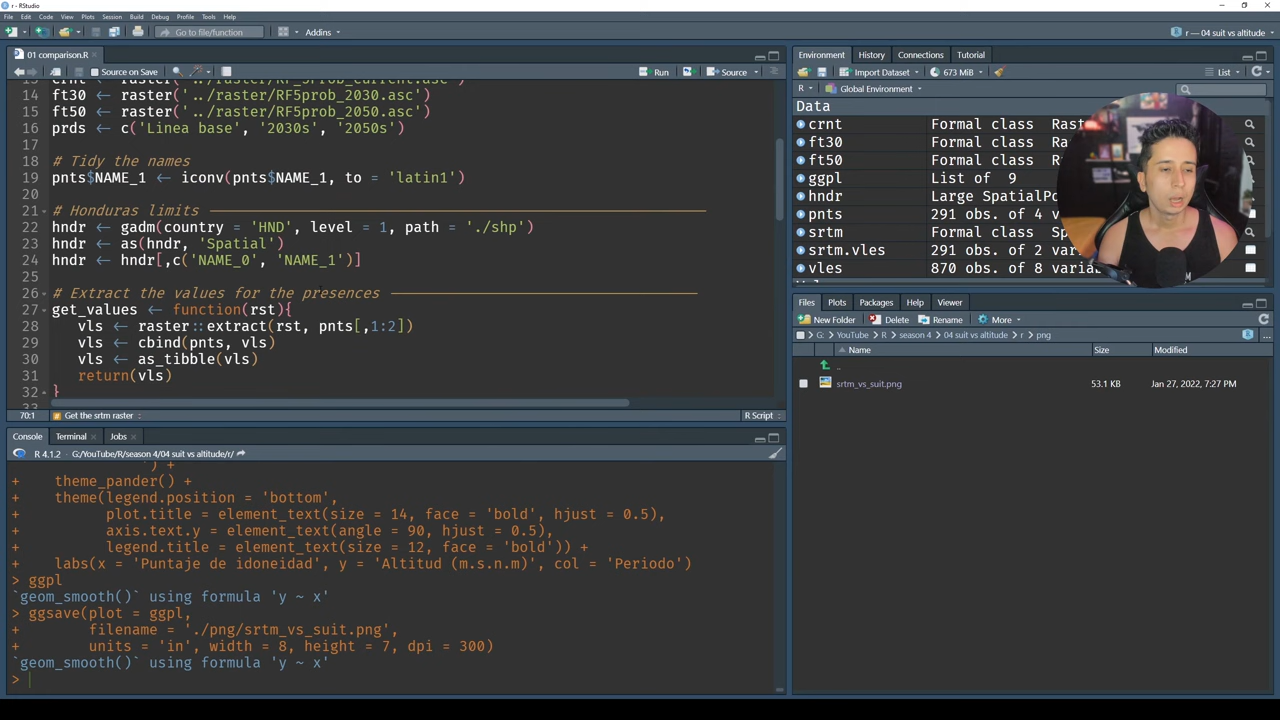 r - RStudio
File Edit Code View Plots Session Build Debug Profile Tools Help
Go to file/function Addins r — 04 suit vs altitude
01 comparison.R
Source on Save Run Source
14 ft30 ← raster('../raster/RF5prob_2030.asc')
15 ft50 ← raster('../raster/RF5prob_2050.asc')
16 prds ← c('Linea base', '2030s', '2050s')
17
18 # Tidy the names
19 pnts$NAME_1 ← iconv(pnts$NAME_1, to = 'latin1')
20
21 # Honduras limits
22 hndr ← gadm(country = 'HND', level = 1, path = './shp')
23 hndr ← as(hndr, 'Spatial')
24 hndr ← hndr[,c('NAME_0', 'NAME_1')]
25
26 # Extract the values for the presences
27 get_values ← function(rst){
28 vls ← raster::extract(rst, pnts[,1:2])
29 vls ← cbind(pnts, vls)
30 vls ← as_tibble(vls)
31 return(vls)
32 }
70:1 Get the srtm raster R Script
Console Terminal Jobs
R 4.1.2 · G:/YouTube/R/season 4/04 suit vs altitude/r/
+ ') +
+ theme_pander() +
+ theme(legend.position = 'bottom',
+ plot.title = element_text(size = 14, face = 'bold', hjust = 0.5),
+ axis.text.y = element_text(angle = 90, hjust = 0.5),
+ legend.title = element_text(size = 12, face = 'bold')) +
+ labs(x = 'Puntaje de idoneidad', y = 'Altitud (m.s.n.m)', col = 'Periodo')
> ggpl
`geom_smooth()` using formula 'y ~ x'
> ggsave(plot = ggpl,
+ filename = './png/srtm_vs_suit.png',
+ units = 'in', width = 8, height = 7, dpi = 300)
`geom_smooth()` using formula 'y ~ x'
>
Environment History Connections Tutorial
Import Dataset 673 MiB List
R Global Environment
Data
crnt Formal class
ft30 Formal class
ft50 Formal class
ggpl List of 9
hndr Large
pnts 291 obs. of 4
srtm Formal class
srtm.vles 291 obs. of 2
vles 870 obs. of 8
Files Plots Packages Help Viewer
New Folder Delete Rename More
G: YouTube R season 4 04 suit vs altitude r png
Name Size Modified
..
srtm_vs_suit.png 53.1 KB Jan 27, 2022, 7:27 PM